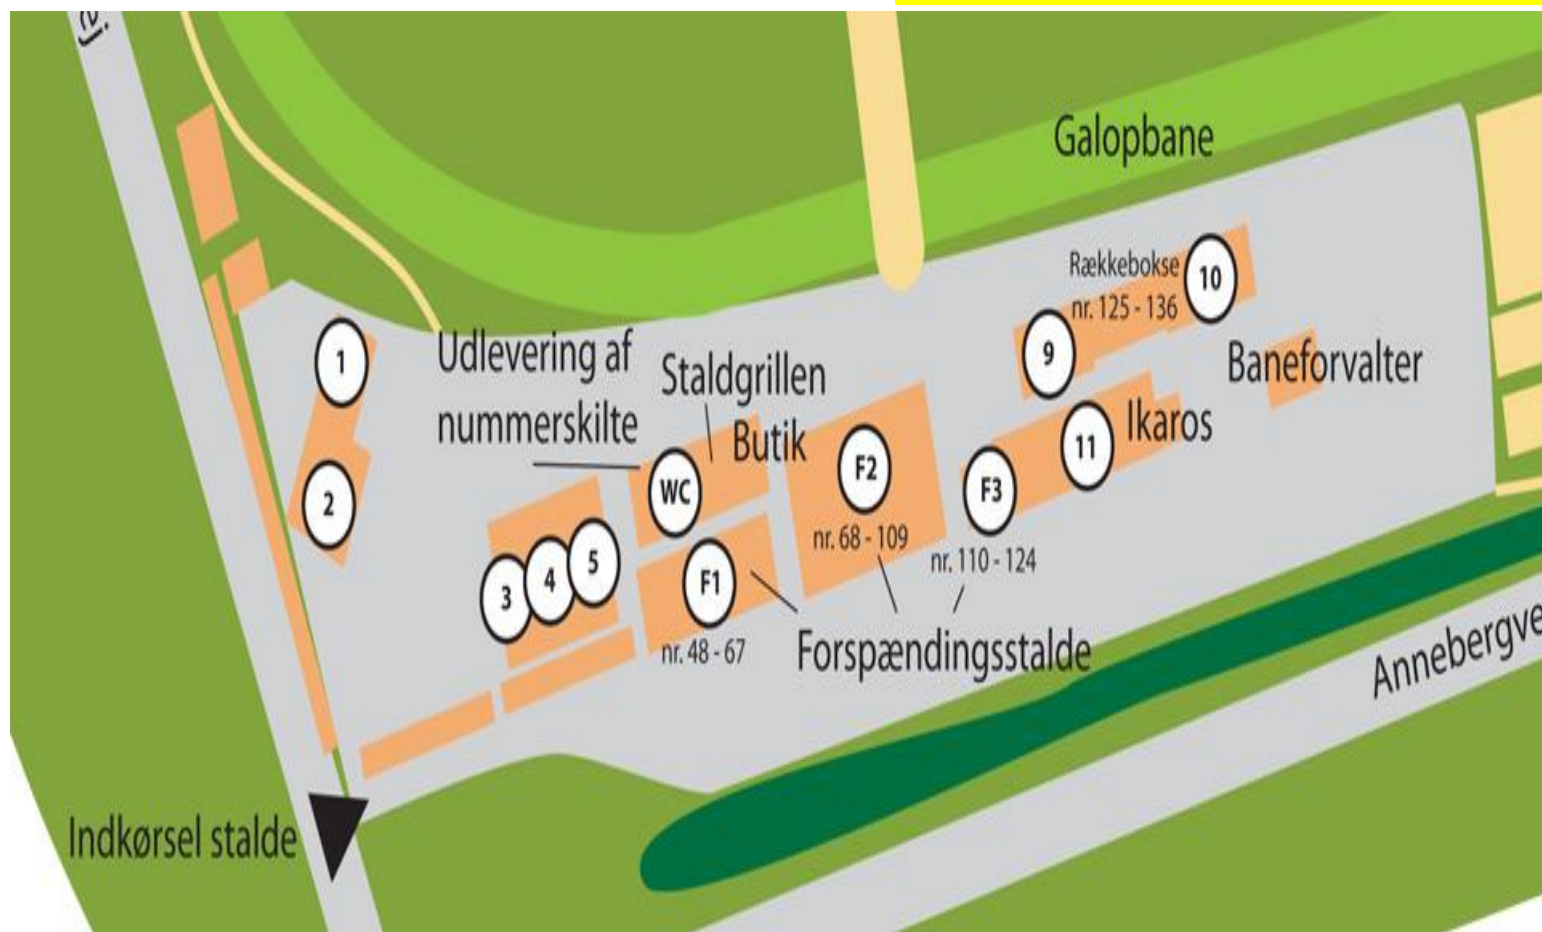 Galopbane
Rækkebokse
nr. 125 - 136
10
9
1
Udlevering af
nummerskilte
Staldgrillen
Butik
Baneforvalter
Ikaros
11
WC
F2
nr. 68 - 109
F3
nr. 110 - 124
2
3
4
5
F1
nr. 48 - 67
Forspændingsstalde
Indkørsel stalde
Annebergve